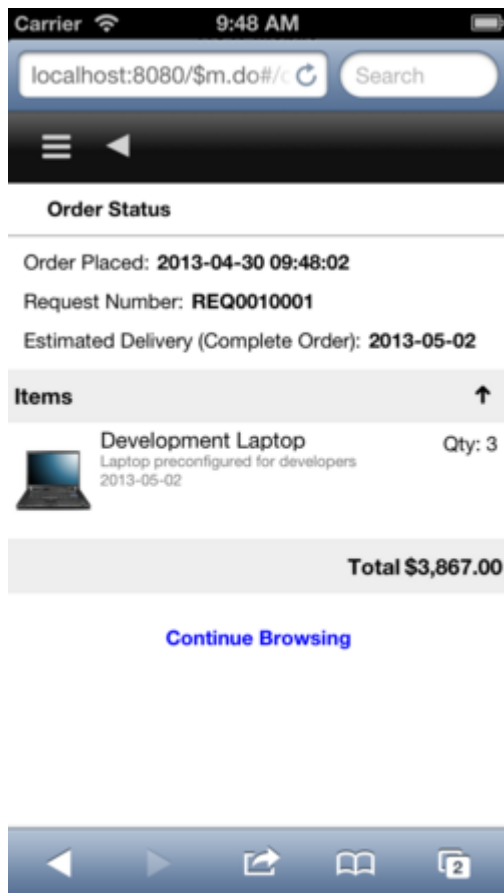 Carrier 9:48 AM
localhost:8080/$m.do#/ Search
Order Status
Order Placed: 2013-04-30 09:48:02
Request Number: REQ0010001
Estimated Delivery (Complete Order): 2013-05-02
Items
Development Laptop Qty: 3
Laptop preconfigured for developers
2013-05-02
Total $3,867.00
Continue Browsing
2